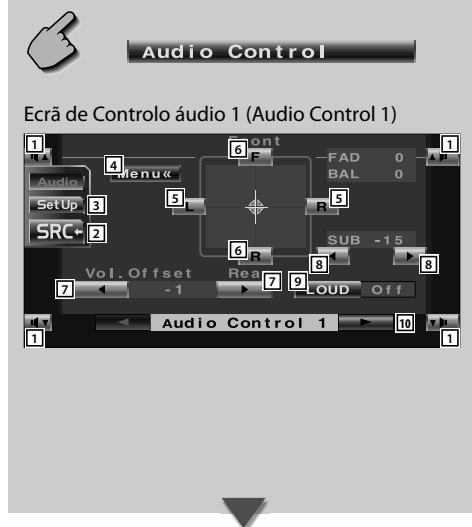 Audio Control
Ecrã de Controlo áudio 1 (Audio Control 1)
1 1
6
Front
F
FAD 0
BAL 0
4
Menu«
Audio
SetUp 3
SRC 2
5 L
R 5
SUB -15
6
R
8 8
Vol.Offset
7 -1 7
Rea
9
LOUD Off
Audio Control 1
10
1 1